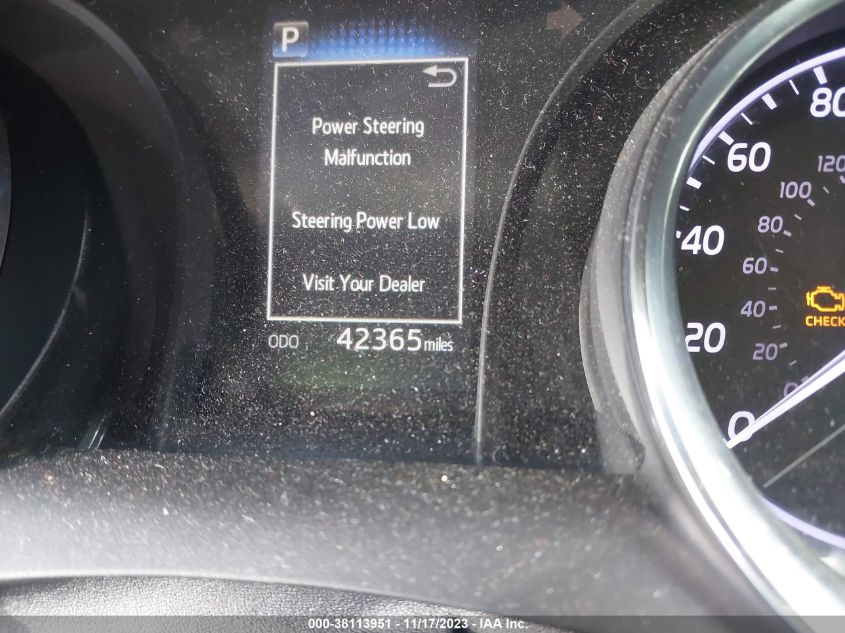 P
Power Steering
Malfunction
Steering Power Low
Visit Your Dealer
ODO 42365 miles
80
60
40
20
0
120
100
80
60
40
20
0
CHECK
000-38113951 - 11/17/2023 - IAA Inc.